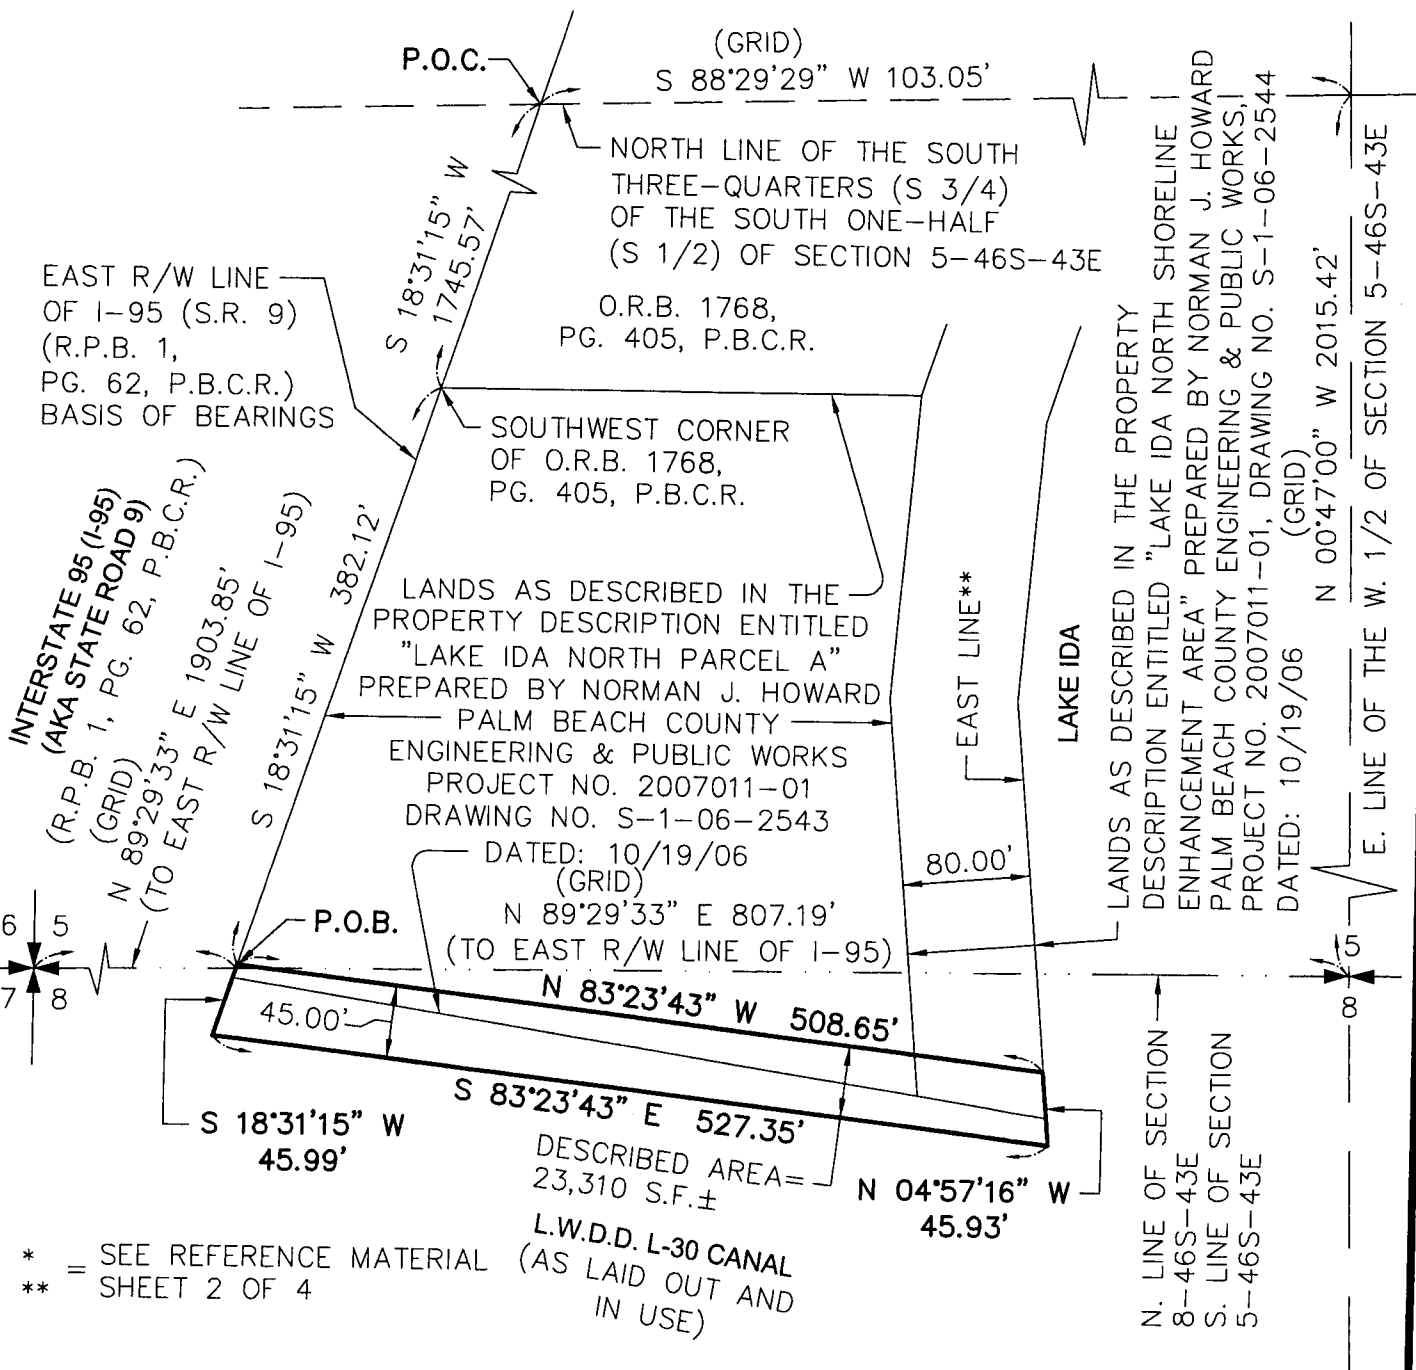 (GRID)
S 88°29'29" W 103.05'
P.O.C.
NORTH LINE OF THE SOUTH
THREE-QUARTERS (S 3/4)
OF THE SOUTH ONE-HALF
(S 1/2) OF SECTION 5-46S-43E
S 18°31'15" W
1745.57'
O.R.B. 1768,
PG. 405, P.B.C.R.
EAST R/W LINE
OF I-95 (S.R. 9)
(R.P.B. 1,
PG. 62, P.B.C.R.)
BASIS OF BEARINGS
SOUTHWEST CORNER
OF O.R.B. 1768,
PG. 405, P.B.C.R.
INTERSTATE 95 (I-95)
(AKA STATE ROAD 9)
(R.P.B. 1, PG. 62, P.B.C.R.)
(GRID)
N 89°29'33" E 1903.85'
(TO EAST R/W LINE OF I-95)
S 18°31'15" W 382.12'
LANDS AS DESCRIBED IN THE
PROPERTY DESCRIPTION ENTITLED
"LAKE IDA NORTH PARCEL A"
PREPARED BY NORMAN J. HOWARD
PALM BEACH COUNTY
ENGINEERING & PUBLIC WORKS
PROJECT NO. 2007011-01
DRAWING NO. S-1-06-2543
DATED: 10/19/06
(GRID)
N 89°29'33" E 807.19'
(TO EAST R/W LINE OF I-95)
EAST LINE**
LAKE IDA
80.00'
LANDS AS DESCRIBED IN THE PROPERTY
DESCRIPTION ENTITLED "LAKE IDA NORTH SHORELINE
ENHANCEMENT AREA" PREPARED BY NORMAN J. HOWARD
PALM BEACH COUNTY ENGINEERING & PUBLIC WORKS,
PROJECT NO. 2007011-01, DRAWING NO. S-1-06-2544
DATED: 10/19/06
(GRID)
N 00°47'00" W 2015.42'
E. LINE OF THE W. 1/2 OF SECTION 5-46S-43E
6 5
7 8
P.O.B.
5
8
N 83°23'43" W 508.65'
45.00'
S 83°23'43" E 527.35'
S 18°31'15" W
45.99'
DESCRIBED AREA=
23,310 S.F.±
N 04°57'16" W
45.93'
L.W.D.D. L-30 CANAL
(AS LAID OUT AND
IN USE)
N. LINE OF SECTION
8-46S-43E
S. LINE OF SECTION
5-46S-43E
* = SEE REFERENCE MATERIAL
** SHEET 2 OF 4